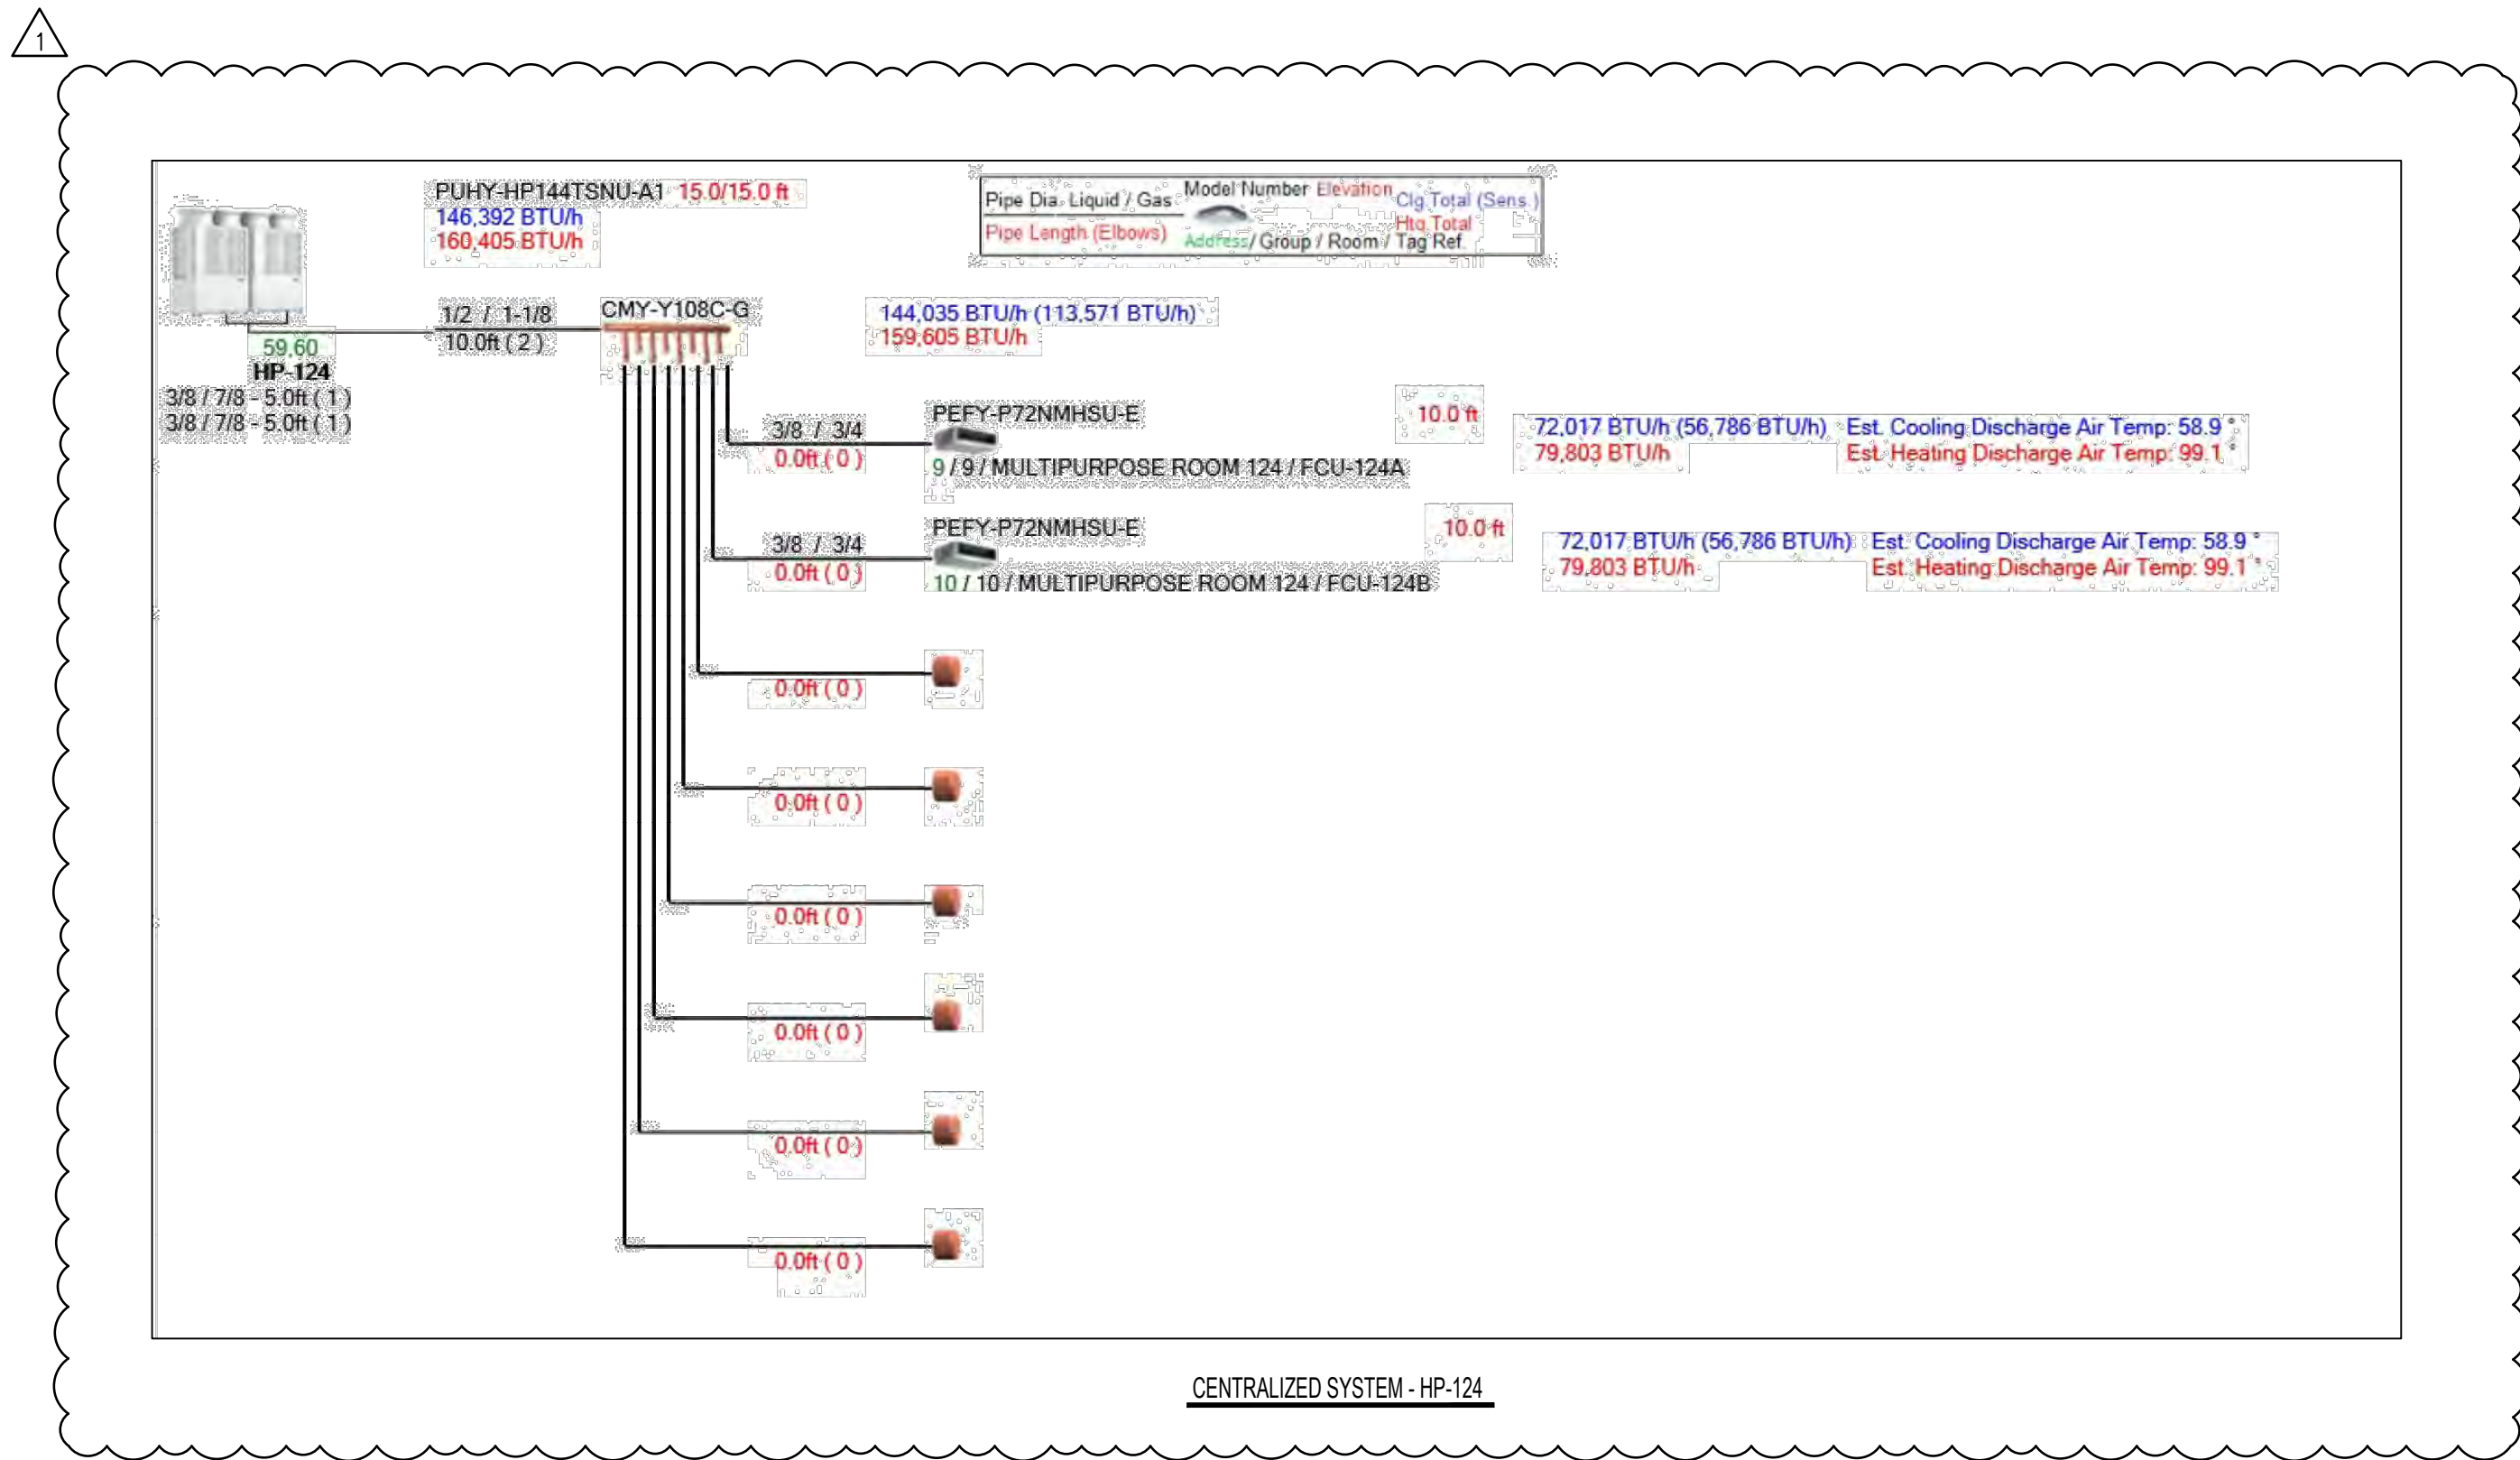 1
PUHY-HP144TSNU-A1 15.0/15.0 ft
146,392 BTU/h
160,405 BTU/h
Pipe Dia. Liquid / Gas
Pipe Length (Elbows)
Model Number Elevation
Clg Total (Sens.)
Htg Total
Address / Group / Room / Tag Ref.
59,60
HP-124
3/8 / 7/8 - 5.0ft ( 1 )
3/8 / 7/8 - 5.0ft ( 1 )
1/2 / 1-1/8
10.0ft ( 2 )
CMY-Y108C-G
144,035 BTU/h (113,571 BTU/h)
159,605 BTU/h
3/8 / 3/4
0.0ft ( 0 )
PEFY-P72NMHSU-E
9 / 9 / MULTIPURPOSE ROOM 124 / FCU-124A
10.0 ft
72,017 BTU/h (56,786 BTU/h) Est. Cooling Discharge Air Temp: 58.9 °
79,803 BTU/h Est. Heating Discharge Air Temp: 99.1 °
3/8 / 3/4
0.0ft ( 0 )
PEFY-P72NMHSU-E
10 / 10 / MULTIPURPOSE ROOM 124 / FCU-124B
10.0 ft
72,017 BTU/h (56,786 BTU/h) Est. Cooling Discharge Air Temp: 58.9 °
79,803 BTU/h Est. Heating Discharge Air Temp: 99.1 °
0.0ft ( 0 )
0.0ft ( 0 )
0.0ft ( 0 )
0.0ft ( 0 )
0.0ft ( 0 )
0.0ft ( 0 )
CENTRALIZED SYSTEM - HP-124